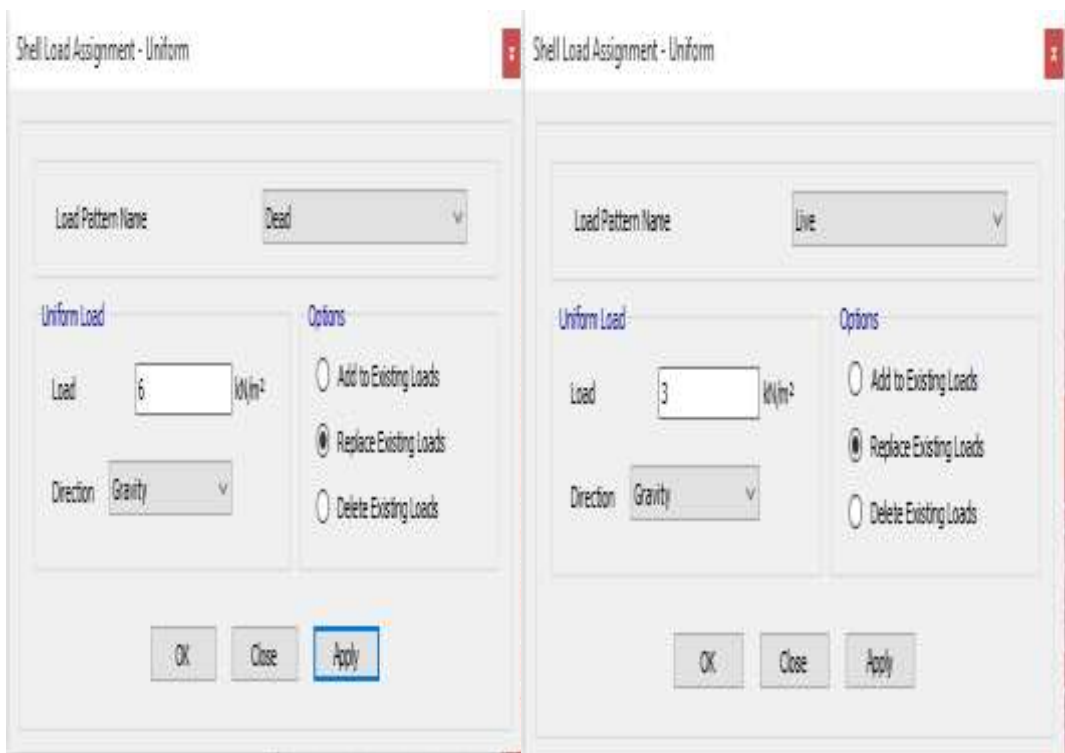 Shell Load Assignment - Uniform
Load Pattern Name Dead
Uniform Load
Load 6 kN/m²
Direction Gravity
Options
Add to Existing Loads
Replace Existing Loads
Delete Existing Loads
OK Close Apply
Shell Load Assignment - Uniform
Load Pattern Name Live
Uniform Load
Load 3 kN/m²
Direction Gravity
Options
Add to Existing Loads
Replace Existing Loads
Delete Existing Loads
OK Close Apply